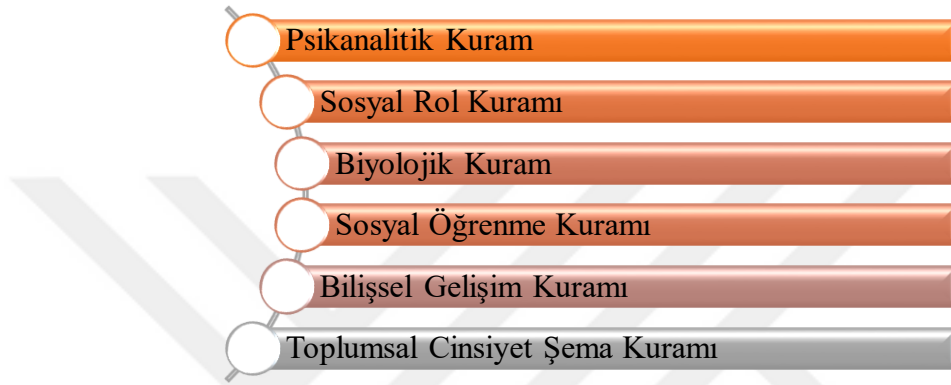 Psikanalitik Kuram
Sosyal Rol Kuramı
Biyolojik Kuram
Sosyal Öğrenme Kuramı
Bilişsel Gelişim Kuramı
Toplumsal Cinsiyet Şema Kuramı